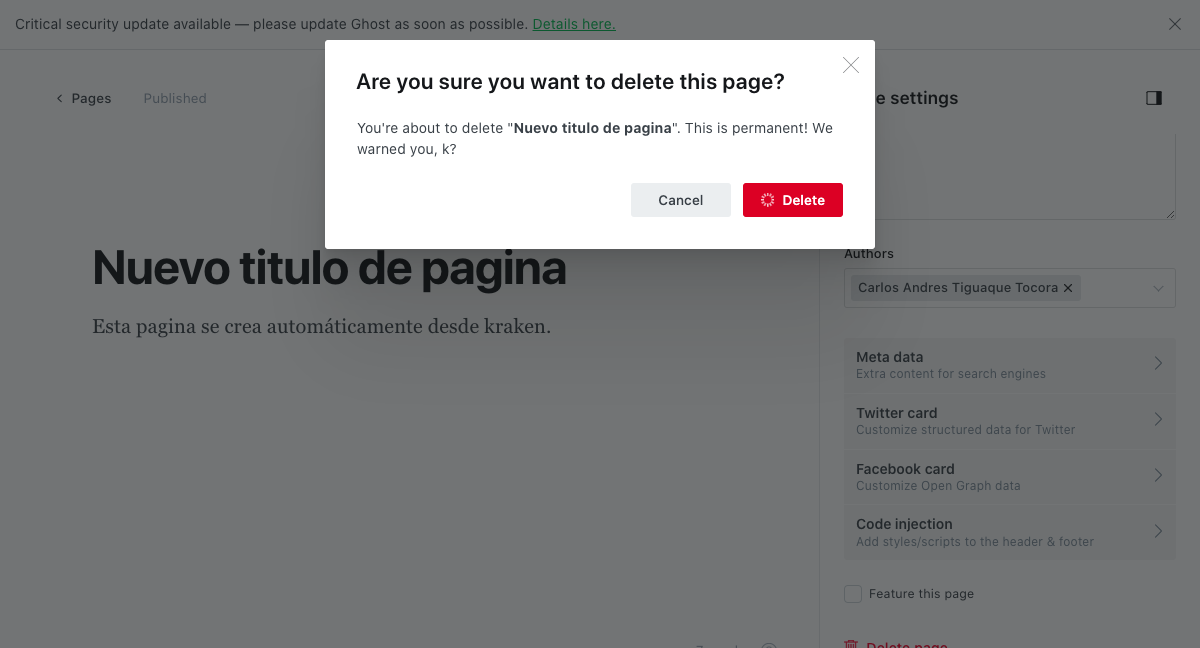 Critical security update available — please update Ghost as soon as possible. Details here.
Are you sure you want to delete this page?
You're about to delete "Nuevo titulo de pagina". This is permanent! We
warned you, k?
Cancel
Delete
Pages
Published
Nuevo titulo de pagina
Esta pagina se crea automáticamente desde kraken.
settings
Authors
Carlos Andres Tiguaque Tocora
Meta data
Extra content for search engines
Twitter card
Customize structured data for Twitter
Facebook card
Customize Open Graph data
Code injection
Add styles/scripts to the header & footer
Feature this page
Delete page